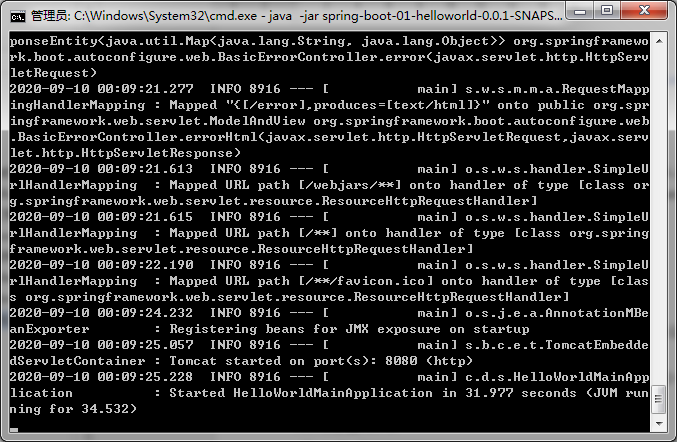 管理员: C:\Windows\System32\cmd.exe - java  -jar spring-boot-01-helloworld-0.0.1-SNAPS...
ponseEntity<java.util.Map<java.lang.String, java.lang.Object>> org.springframewo
rk.boot.autoconfigure.web.BasicErrorController.error(javax.servlet.http.HttpServ
letRequest)
2020-09-10 00:09:21.277  INFO 8916 --- [           main] s.w.s.m.m.a.RequestMapp
ingHandlerMapping : Mapped "{[/error],produces=[text/html]}" onto public org.spr
ingframework.web.servlet.ModelAndView org.springframework.boot.autoconfigure.web
.BasicErrorController.errorHtml(javax.servlet.http.HttpServletRequest,javax.serv
let.http.HttpServletResponse)
2020-09-10 00:09:21.613  INFO 8916 --- [           main] o.s.w.s.handler.SimpleU
rlHandlerMapping  : Mapped URL path [/webjars/**] onto handler of type [class or
g.springframework.web.servlet.resource.ResourceHttpRequestHandler]
2020-09-10 00:09:21.615  INFO 8916 --- [           main] o.s.w.s.handler.SimpleU
rlHandlerMapping  : Mapped URL path [/**] onto handler of type [class org.spring
framework.web.servlet.resource.ResourceHttpRequestHandler]
2020-09-10 00:09:22.190  INFO 8916 --- [           main] o.s.w.s.handler.SimpleU
rlHandlerMapping  : Mapped URL path [/**/favicon.ico] onto handler of type [clas
s org.springframework.web.servlet.resource.ResourceHttpRequestHandler]
2020-09-10 00:09:24.232  INFO 8916 --- [           main] o.s.j.e.a.AnnotationMBe
anExporter        : Registering beans for JMX exposure on startup
2020-09-10 00:09:25.057  INFO 8916 --- [           main] s.b.c.e.t.TomcatEmbedde
dServletContainer : Tomcat started on port(s): 8080 (http)
2020-09-10 00:09:25.228  INFO 8916 --- [           main] c.d.s.HelloWorldMainApp
lication          : Started HelloWorldMainApplication in 31.977 seconds (JVM run
ning for 34.532)